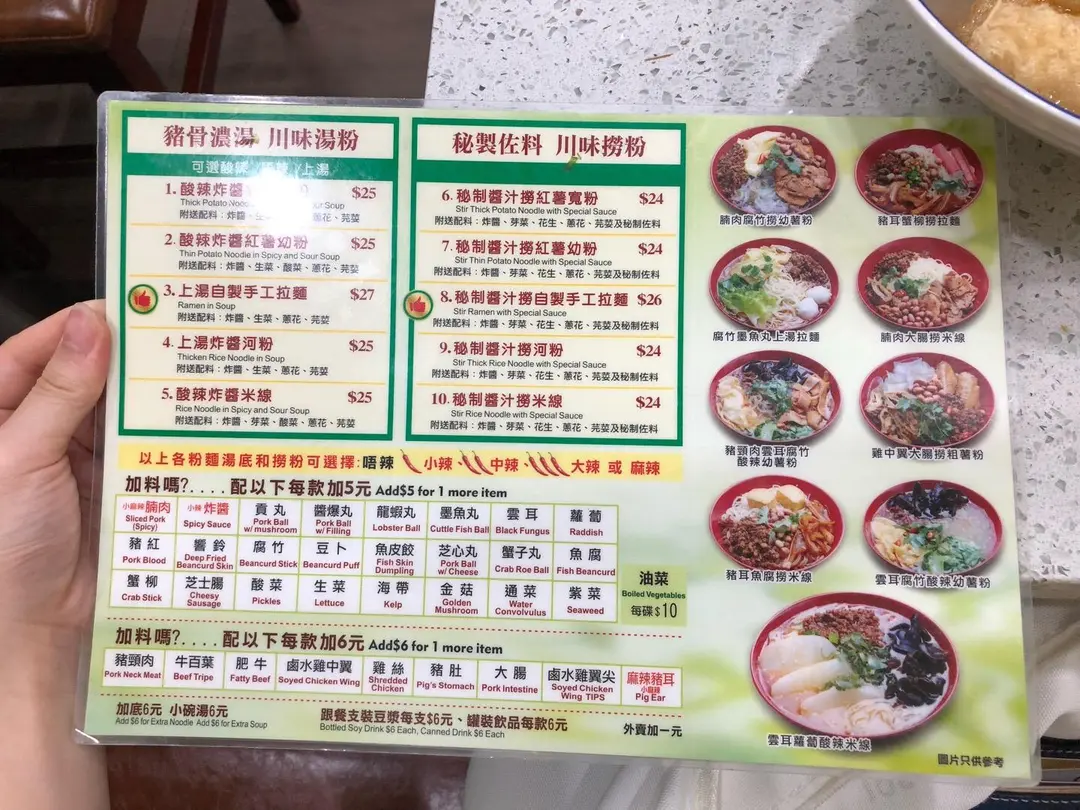 豬骨濃湯 川味湯粉
可選酸辣 上湯
1. 酸辣炸醬 $25
Thick Potato Sour Soup
附送配料：炸醬、生 蔥花、芫荽
2. 酸辣炸醬紅薯幼粉 $25
Thin Potato Noodle in Spicy and Sour Soup
附送配料：炸醬、生菜、酸菜、蔥花、芫荽
3. 上湯自製手工拉麵 $27
Ramen in Soup
附送配料：炸醬、生菜、蔥花、芫荽
4. 上湯炸醬河粉 $25
Thicken Rice Noodle in Soup
附送配料：炸醬、生菜、蔥花、芫荽
5. 酸辣炸醬米線 $25
Rice Noodle in Spicy and Sour Soup
附送配料：炸醬、芽菜、酸菜、蔥花、芫荽
秘製佐料 川味撈粉
6. 秘制醬汁撈紅薯寬粉 $24
Stir Thick Potato Noodle with Special Sauce
附送配料：炸醬、芽菜、花生、蔥花、芫荽及秘制佐料
7. 秘制醬汁撈紅薯幼粉 $24
Stir Thin Potato Noodle with Special Sauce
附送配料：炸醬、芽菜、花生、蔥花、芫荽及秘制佐料
8. 秘制醬汁撈自製手工拉麵 $26
Stir Ramen with Special Sauce
附送配料：炸醬、芽菜、花生、蔥花、芫荽及秘制佐料
9. 秘制醬汁撈河粉 $24
Stir Thick Rice Noodle with Special Sauce
附送配料：炸醬、芽菜、花生、蔥花、芫荽及秘制佐料
10. 秘制醬汁撈米線 $24
Stir Rice Noodle with Special Sauce
附送配料：炸醬、芽菜、花生、蔥花、芫荽及秘制佐料
以上各粉麵湯底和撈粉可選擇：唔辣 小辣、中辣、大辣 或 麻辣
加料嗎?....配以下每款加5元 Add$5 for 1 more item
小麻辣 腩肉 小辣 炸醬 貢丸 醬爆丸 龍蝦丸 墨魚丸 雲耳 蘿蔔
Sliced Pork (Spicy) Spicy Sauce Pork Ball w/ mushroom Pork Ball w/ Filling Lobster Ball Cuttle Fish Ball Black Fungus Raddish
豬紅 響鈴 腐竹 豆卜 魚皮餃 芝心丸 蟹子丸 魚腐
Pork Blood Deep Fried Beancurd Skin Beancurd Stick Beancurd Puff Fish Skin Dumpling Pork Ball w/ Cheese Crab Roe Ball Fish Beancurd
蟹柳 芝士腸 酸菜 生菜 海帶 金菇 通菜 紫菜
Crab Stick Cheesy Sausage Pickles Lettuce Kelp Golden Mushroom Water Convolvulus Seaweed
油菜
Boiled Vegetables
每碟$10
加料嗎?....配以下每款加6元 Add$6 for 1 more item
豬頸肉 牛百葉 肥牛 鹵水雞中翼 雞絲 豬肚 大腸 鹵水雞翼尖 麻辣豬耳
小麻辣
Pork Neck Meat Beef Tripe Fatty Beef Soyed Chicken Wing Shredded Chicken Pig's Stomach Pork Intestine Soyed Chicken Wing TIPS Pig Ear
加底6元 小碗湯6元
Add $6 for Extra Noodle Add $6 for Extra Soup
跟餐支裝豆漿每支$6元、罐裝飲品每款6元
Bottled Soy Drink $6 Each, Canned Drink $6 Each
外賣加一元
腩肉腐竹撈幼薯粉
豬耳蟹柳撈拉麵
腐竹墨魚丸上湯拉麵
腩肉大腸撈米線
豬頸肉雲耳腐竹
酸辣幼薯粉
雞中翼大腸撈粗薯粉
豬耳魚腐撈米線
雲耳腐竹酸辣幼薯粉
雲耳蘿蔔酸辣米線
圖片只供參考